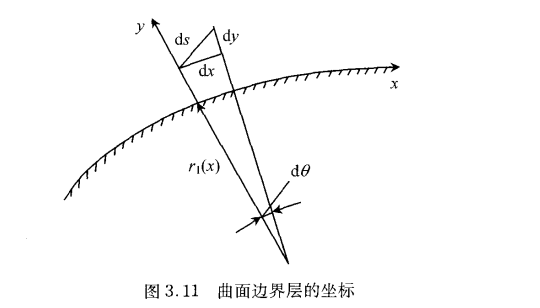 y
ds
dy
dx
x
r₁(x)
dθ
图 3.11 曲面边界层的坐标